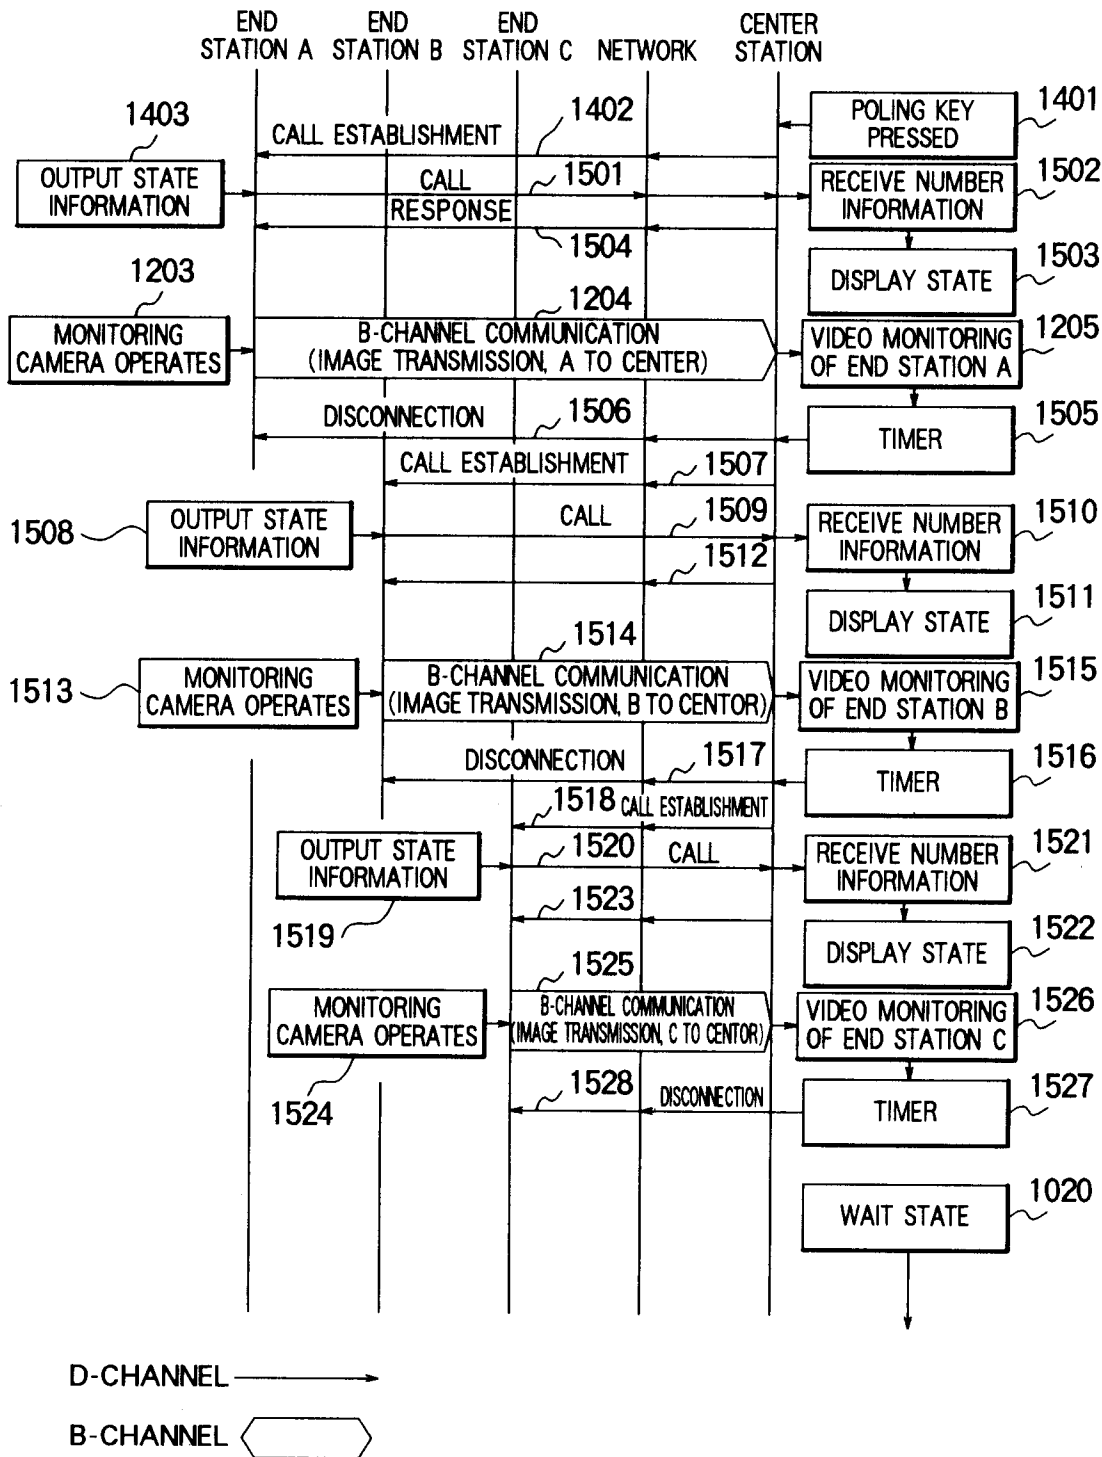 END STATION A
END STATION B
END STATION C
NETWORK
CENTER STATION
POLING KEY
PRESSED
1401
1403
CALL ESTABLISHMENT
1402
OUTPUT STATE
INFORMATION
CALL
1501
RECEIVE NUMBER
INFORMATION
1502
RESPONSE
1504
DISPLAY STATE
1503
1203
MONITORING
CAMERA OPERATES
1204
B-CHANNEL COMMUNICATION
(IMAGE TRANSMISSION, A TO CENTER)
VIDEO MONITORING
OF END STATION A
1205
DISCONNECTION
1506
TIMER
1505
CALL ESTABLISHMENT
1507
1508
OUTPUT STATE
INFORMATION
CALL
1509
RECEIVE NUMBER
INFORMATION
1510
1512
DISPLAY STATE
1511
1514
1513
MONITORING
CAMERA OPERATES
B-CHANNEL COMMUNICATION
(IMAGE TRANSMISSION, B TO CENTOR)
VIDEO MONITORING
OF END STATION B
1515
DISCONNECTION
1517
TIMER
1516
1518
CALL ESTABLISHMENT
OUTPUT STATE
INFORMATION
1519
1520
CALL
RECEIVE NUMBER
INFORMATION
1521
1523
DISPLAY STATE
1522
1525
MONITORING
CAMERA OPERATES
1524
B-CHANNEL COMMUNICATION
(IMAGE TRANSMISSION, C TO CENTOR)
VIDEO MONITORING
OF END STATION C
1526
1528
DISCONNECTION
TIMER
1527
WAIT STATE
1020
D-CHANNEL
B-CHANNEL